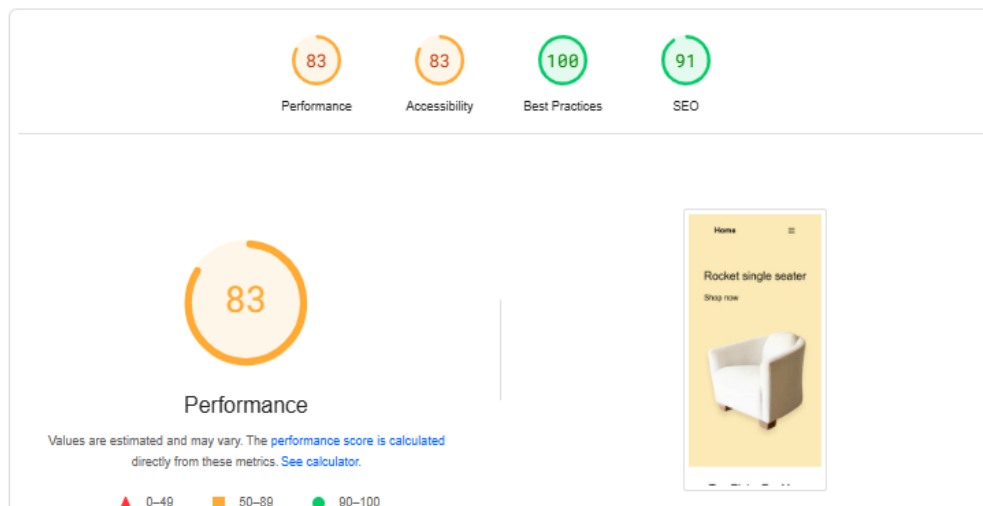 83 83 100 91
Performance Accessibility Best Practices SEO
83
Performance
Values are estimated and may vary. The performance score is calculated
directly from these metrics. See calculator.
0–49 50–89 90–100
Home
Rocket single seater
Shop now